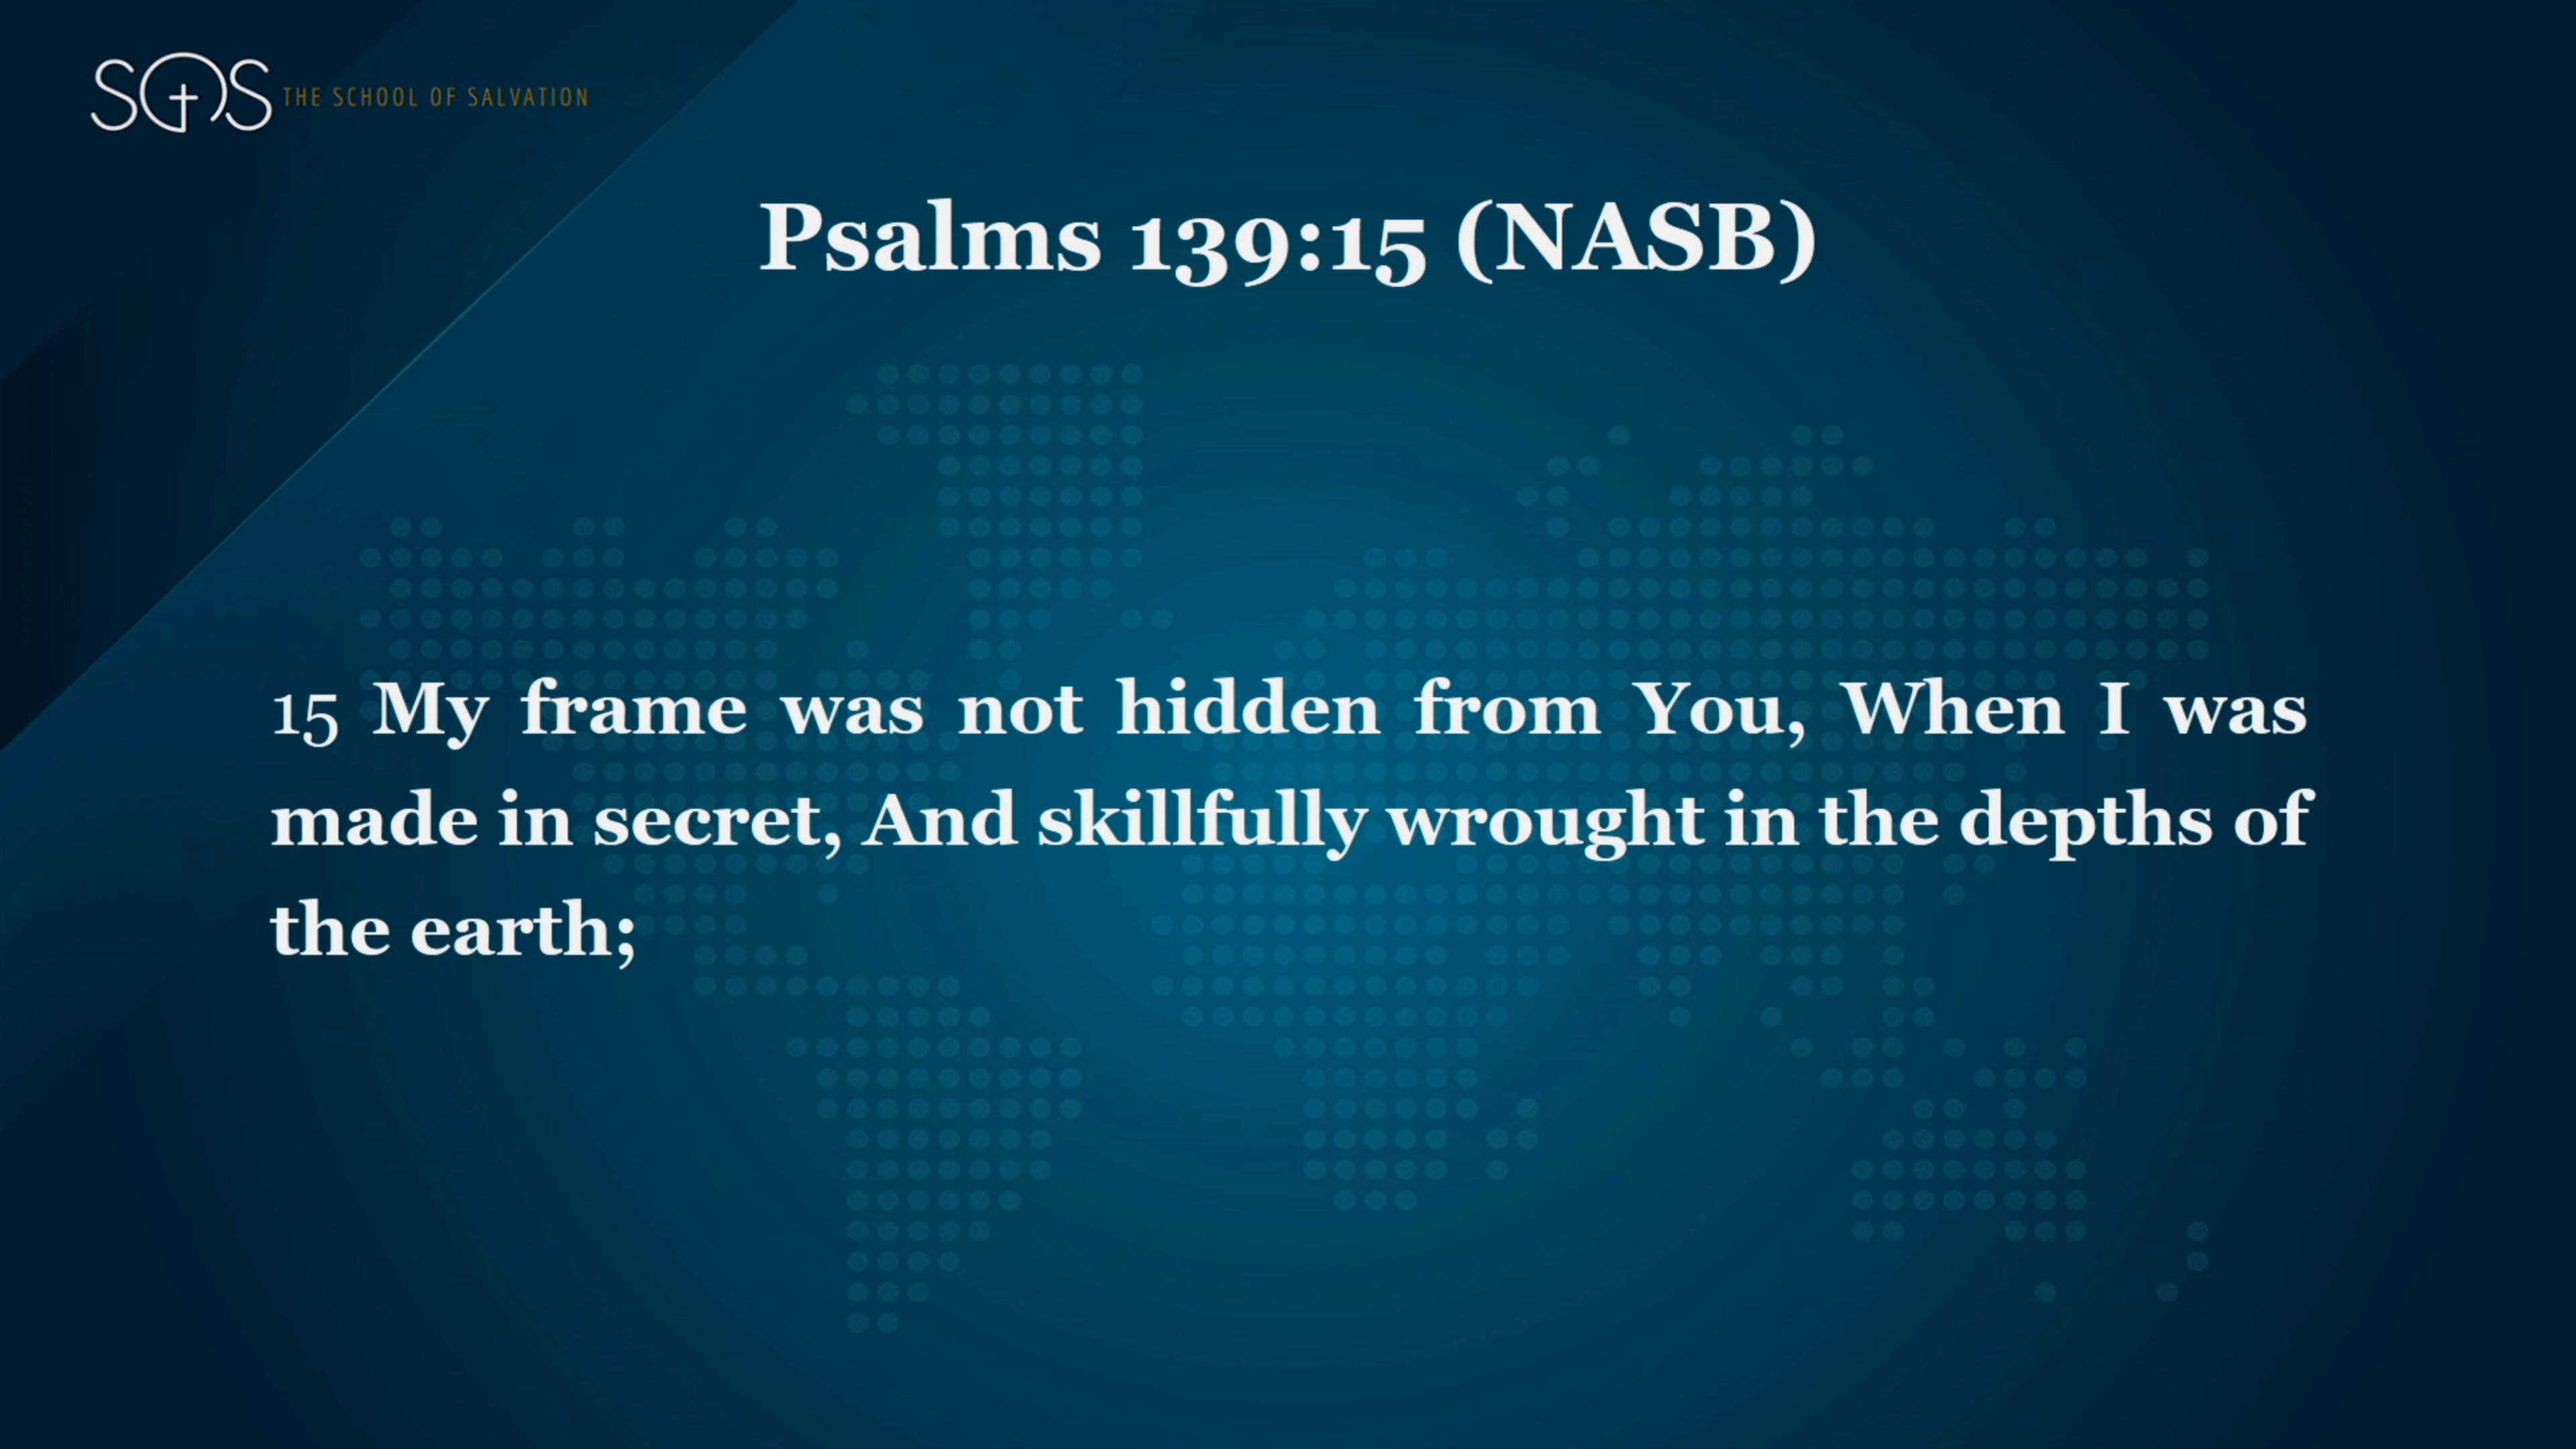 SOS THE SCHOOL OF SALVATION
Psalms 139:15 (NASB)
15 My frame was not hidden from You, When I was
made in secret, And skillfully wrought in the depths of
the earth;